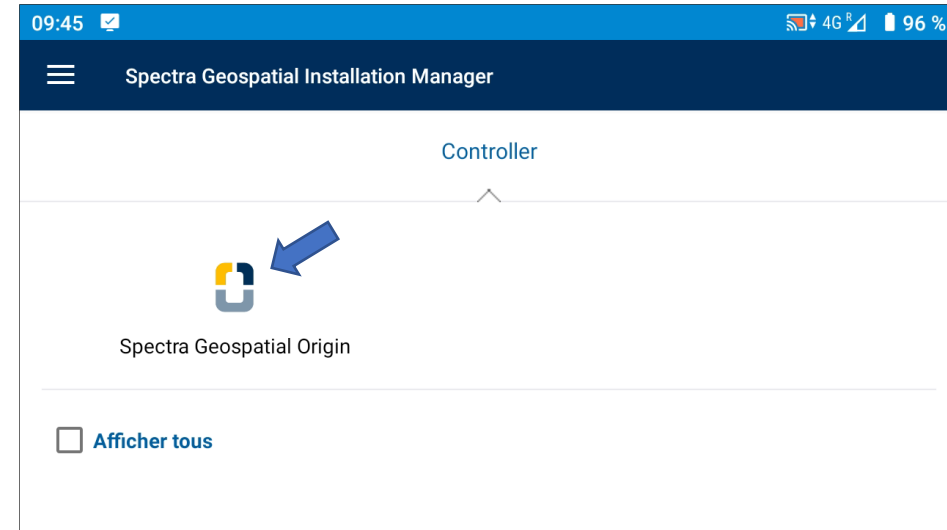 09:45 4G R 96 %
Spectra Geospatial Installation Manager
Controller
Spectra Geospatial Origin
Afficher tous